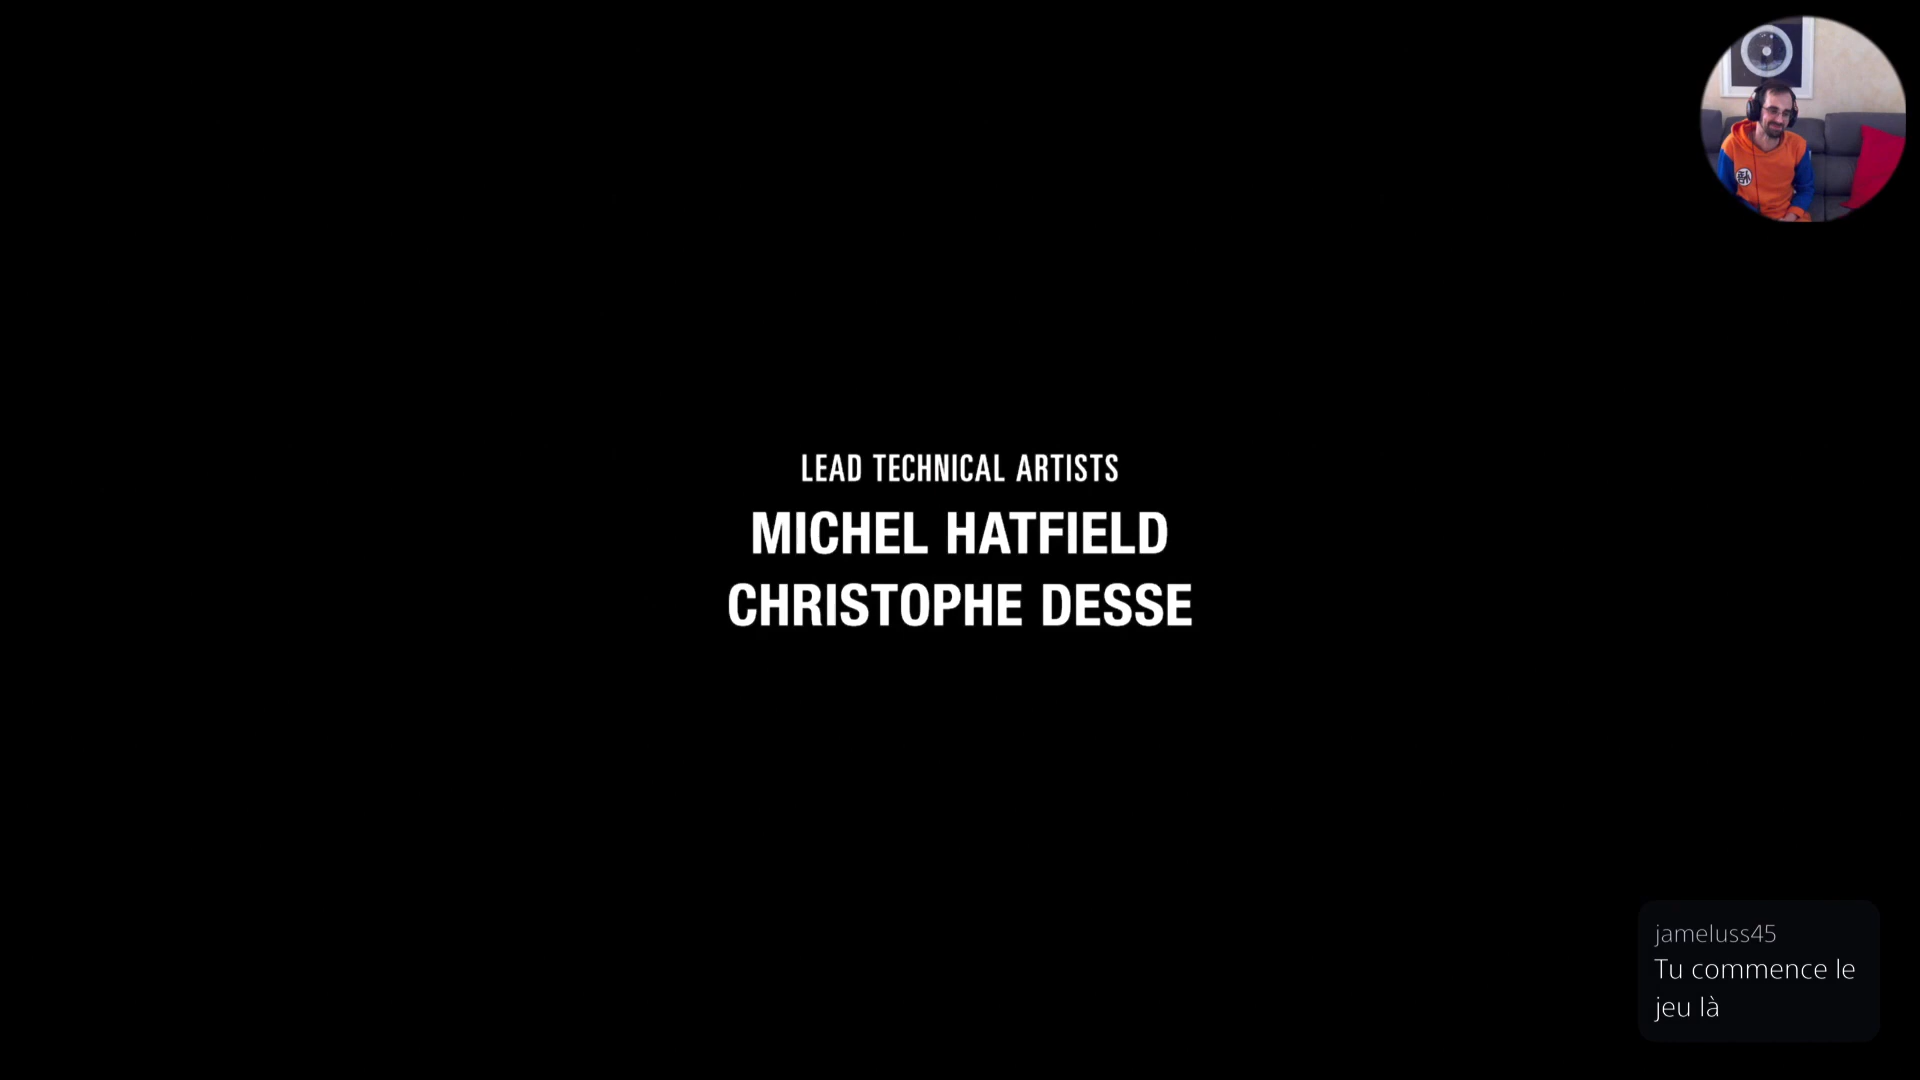 LEAD TECHNICAL ARTISTS
MICHEL HATFIELD
CHRISTOPHE DESSE
jameluss45
Tu commence le
jeu là